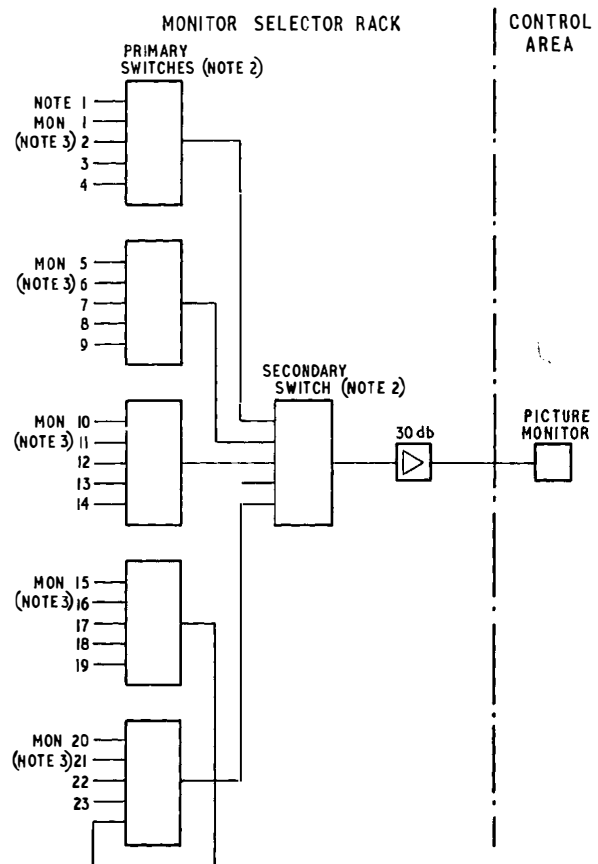 MONITOR SELECTOR RACK
CONTROL
AREA
PRIMARY
SWITCHES (NOTE 2)
NOTE 1
MON 1
(NOTE 3) 2
3
4
MON 5
(NOTE 3) 6
7
8
9
MON 10
(NOTE 3) 11
12
13
14
SECONDARY
SWITCH (NOTE 2)
30 db
PICTURE
MONITOR
MON 15
(NOTE 3) 16
17
18
19
MON 20
(NOTE 3) 21
22
23